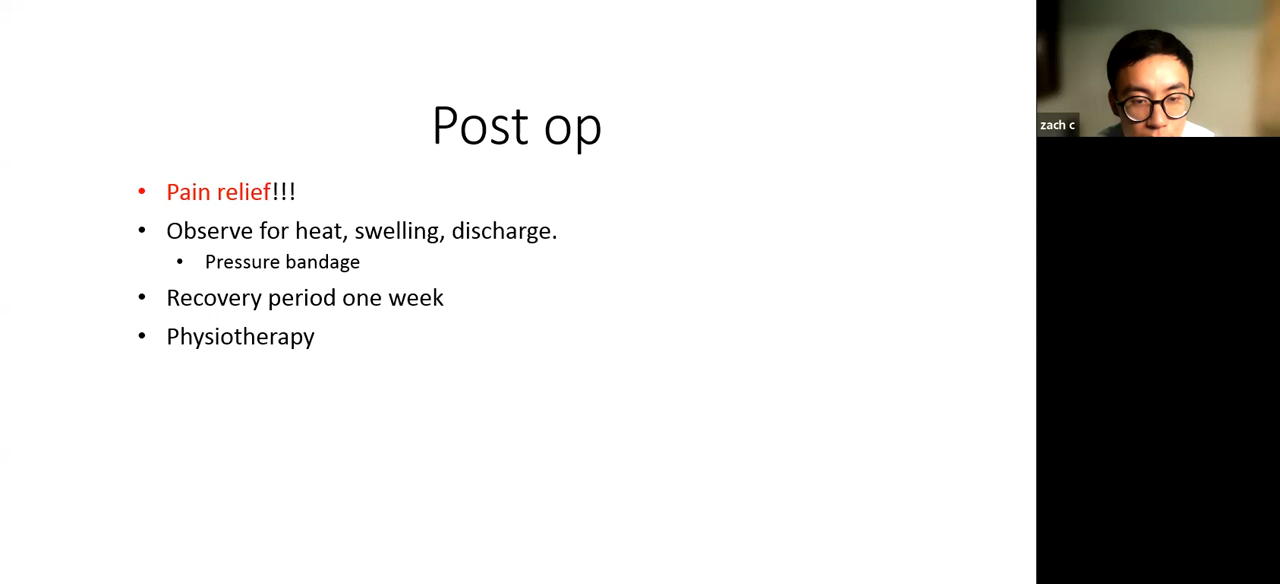 Post op
• Pain relief!!!
• Observe for heat, swelling, discharge.
• Pressure bandage
• Recovery period one week
• Physiotherapy
zach c